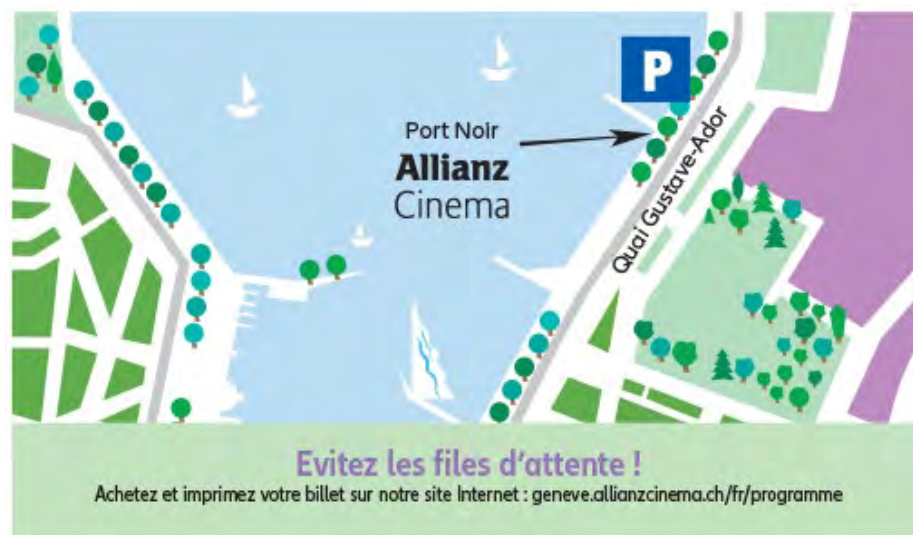 P
Port Noir
Allianz
Cinema
Quai Gustave-Ador
Evitez les files d'attente !
Achetez et imprimez votre billet sur notre site Internet : geneve.allianzcinema.ch/fr/programme